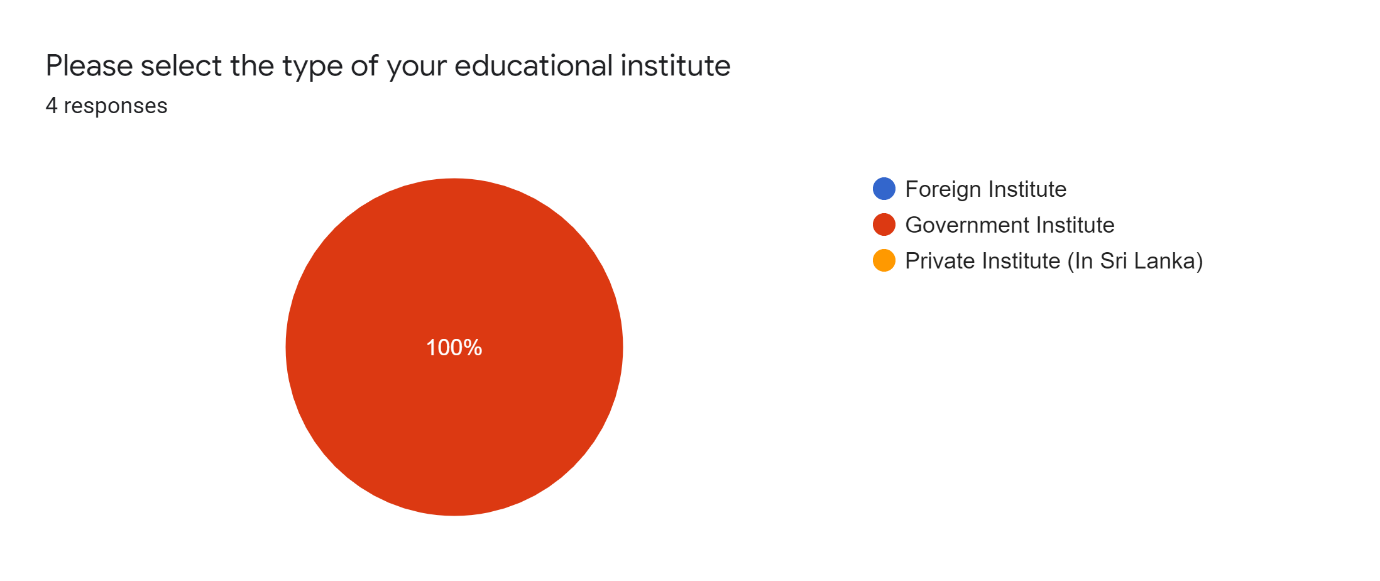 Please select the type of your educational institute
4 responses
100%
Foreign Institute
Government Institute
Private Institute (In Sri Lanka)